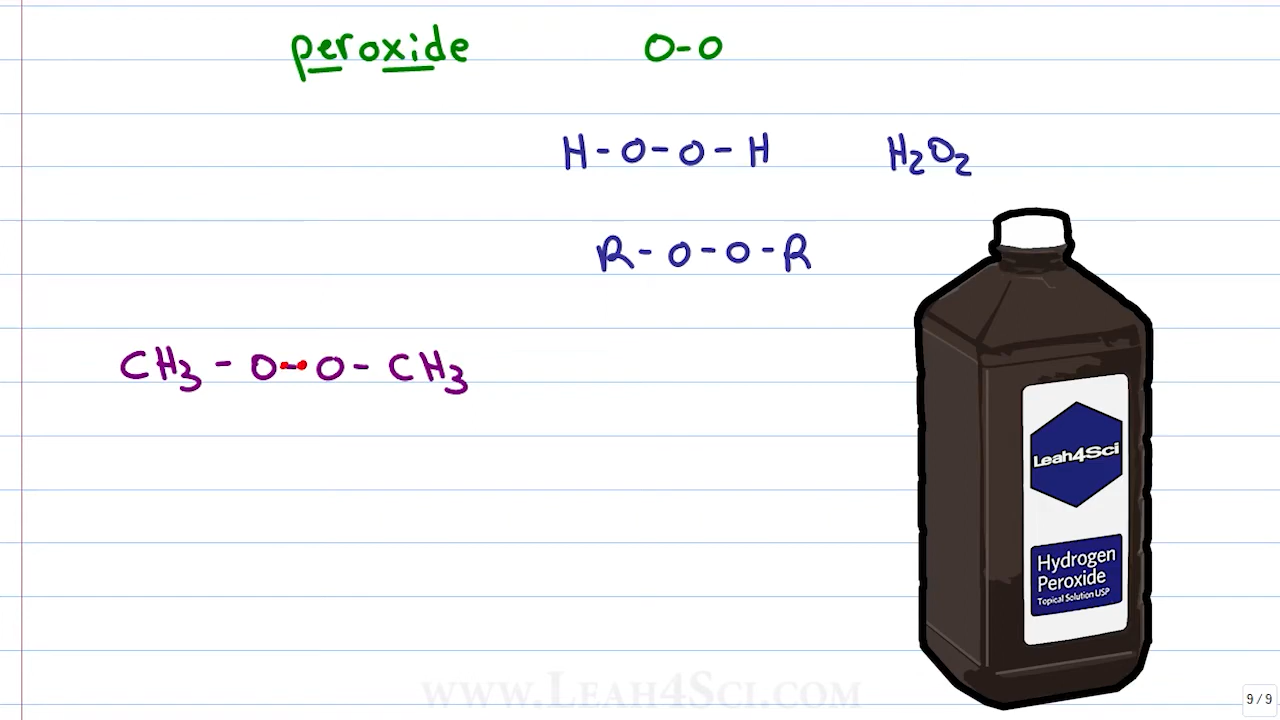 peroxide O-O
H-O-O-H H₂O₂
R-O-O-R
CH₃-O-O-CH₃
Leah4Sci
Hydrogen
Peroxide
Topical Solution USP
www.Leah4Sci.com
9/9